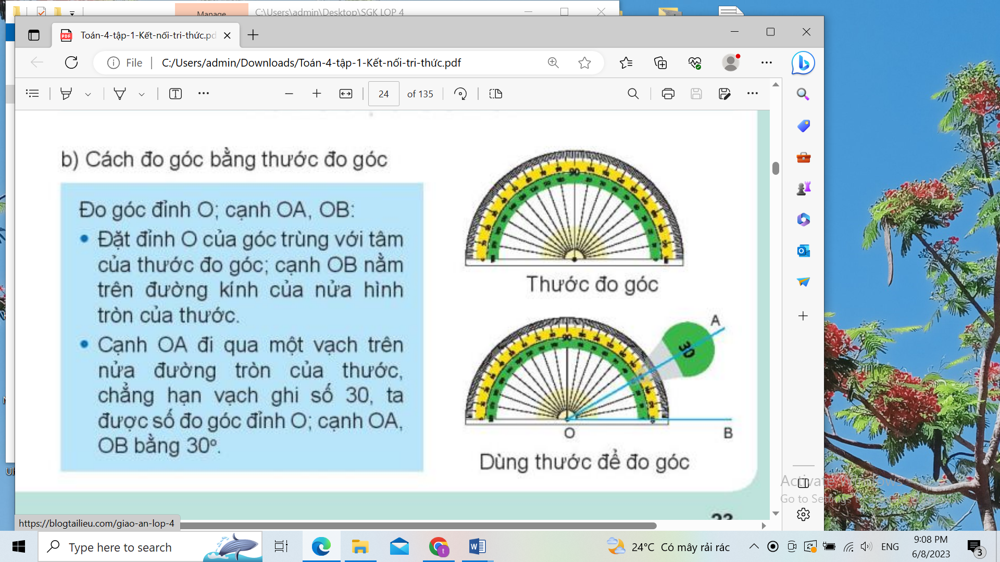 Manage
C:\Users\admin\Desktop\SGK LOP 4
Toán-4-tập-1-Kết-nối-tri-thức.pd
File
C:/Users/admin/Downloads/Toán-4-tập-1-Kết-nối-tri-thức.pdf
24 of 135
b) Cách đo góc bằng thước đo góc
Đo góc đỉnh O; cạnh OA, OB:
• Đặt đỉnh O của góc trùng với tâm
của thước đo góc; cạnh OB nằm
trên đường kính của nửa hình
tròn của thước.
• Cạnh OA đi qua một vạch trên
nửa đường tròn của thước,
chẳng hạn vạch ghi số 30, ta
được số đo góc đỉnh O; cạnh OA,
OB bằng 30º.
90
Thước đo góc
90
30
A
O
B
Dùng thước để đo góc
23
Activate Windows
https://blogtailieu.com/giao-an-lop-4
Type here to search
24°C Có mây rải rác
ENG
9:08 PM
6/8/2023
3